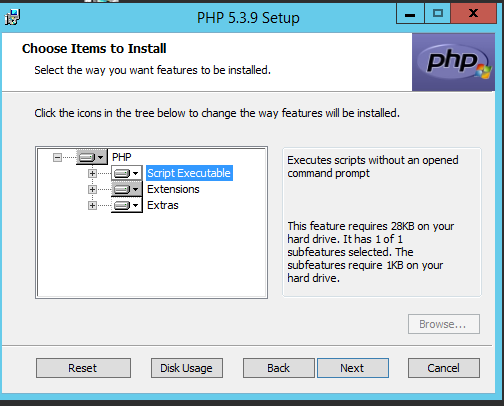 PHP 5.3.9 Setup
Choose Items to Install
Select the way you want features to be installed.
php
Click the icons in the tree below to change the way features will be installed.
PHP
Script Executable
Extensions
Extras
Executes scripts without an opened
command prompt
This feature requires 28KB on your
hard drive. It has 1 of 1
subfeatures selected. The
subfeatures require 1KB on your
hard drive.
Browse...
Reset
Disk Usage
Back
Next
Cancel